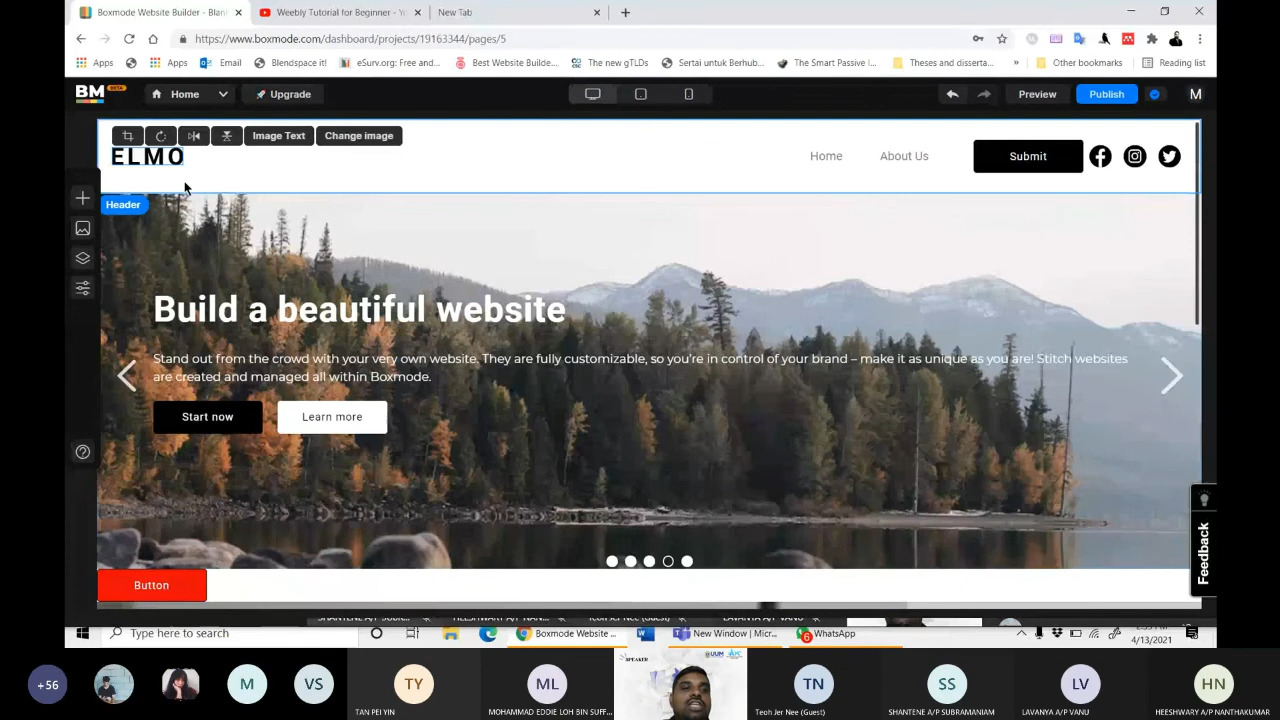 Boxmode Website Builder - Blan
Weebly Tutorial for Beginner - Yo
New Tab
https://www.boxmode.com/dashboard/projects/19163344/pages/5
Apps
Apps
Email
Blendspace it!
eSurv.org: Free and...
Best Website Builde...
The new gTLDs
Sertai untuk Berhub...
The Smart Passive I...
Theses and disserta...
»
Other bookmarks
Reading list
BM BETA
Home
Upgrade
Preview
Publish
M
Image Text
Change image
ELMO
Home
About Us
Submit
Header
Build a beautiful website
Stand out from the crowd with your very own website. They are fully customizable, so you're in control of your brand – make it as unique as you are! Stitch websites
are created and managed all within Boxmode.
Start now
Learn more
Feedback
Button
Type here to search
Boxmode Website ...
New Window | Micr...
6
WhatsApp
4/13/2021
+56
M
VS
TY
TAN PEI YIN
ML
MOHAMMAD EDDIE LOH BIN SUFF...
SPEAKER
UUM
TN
Teoh Jer Nee (Guest)
SS
SHANTENE A/P SUBRAMANIAM
LV
LAVANYA A/P VANU
HN
HEESHWARY A/P NANTHAKUMAR